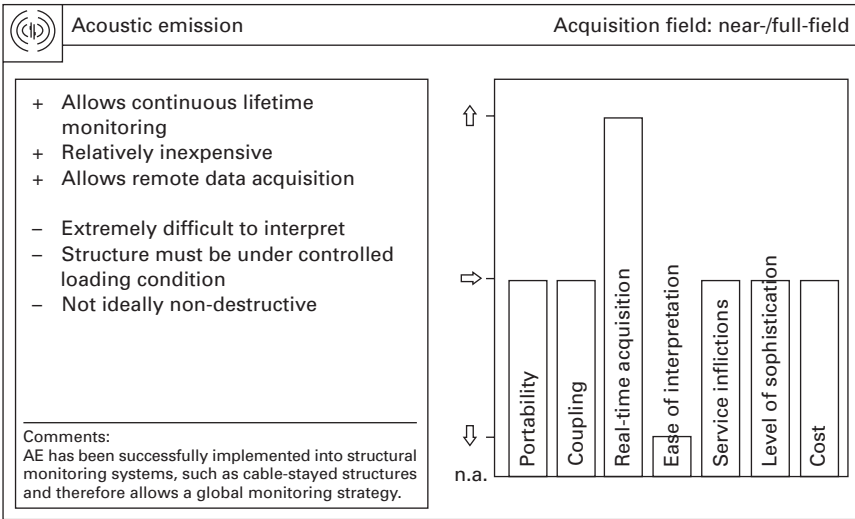 Acoustic emission
Acquisition field: near-/full-field
+ Allows continuous lifetime
monitoring
+ Relatively inexpensive
+ Allows remote data acquisition
– Extremely difficult to interpret
– Structure must be under controlled
loading condition
– Not ideally non-destructive
Comments:
AE has been successfully implemented into structural
monitoring systems, such as cable-stayed structures
and therefore allows a global monitoring strategy.
n.a.
Portability
Coupling
Real-time acquisition
Ease of interpretation
Service inflictions
Level of sophistication
Cost